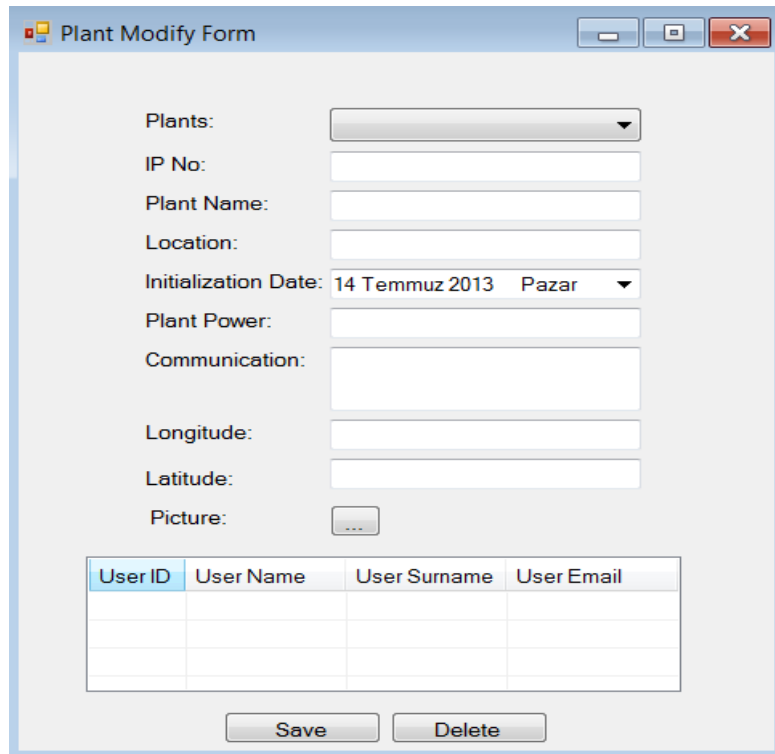 Plant Modify Form
Plants:
IP No:
Plant Name:
Location:
Initialization Date: 14 Temmuz 2013 Pazar
Plant Power:
Communication:
Longitude:
Latitude:
Picture: ...
User ID User Name User Surname User Email
Save Delete